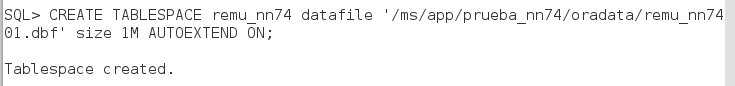 SQL> CREATE TABLESPACE remu_nn74 datafile '/ms/app/prueba_nn74/oradata/remu_nn74
01.dbf' size 1M AUTOEXTEND ON;
Tablespace created.